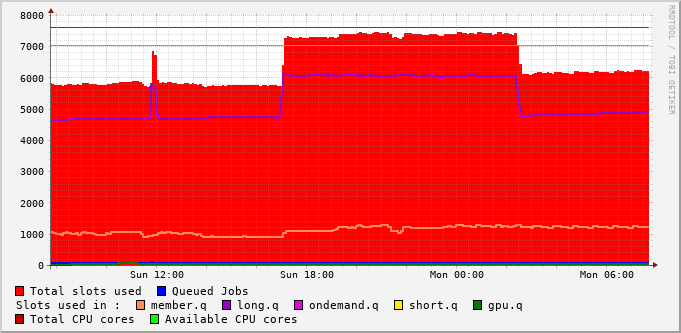 8000
7000
6000
5000
4000
3000
2000
1000
0
Sun 12:00 Sun 18:00 Mon 00:00 Mon 06:00
RRDTOOL / TOBI OETIKER
Total slots used Queued Jobs
Slots used in : member.q long.q ondemand.q short.q gpu.q
Total CPU cores Available CPU cores